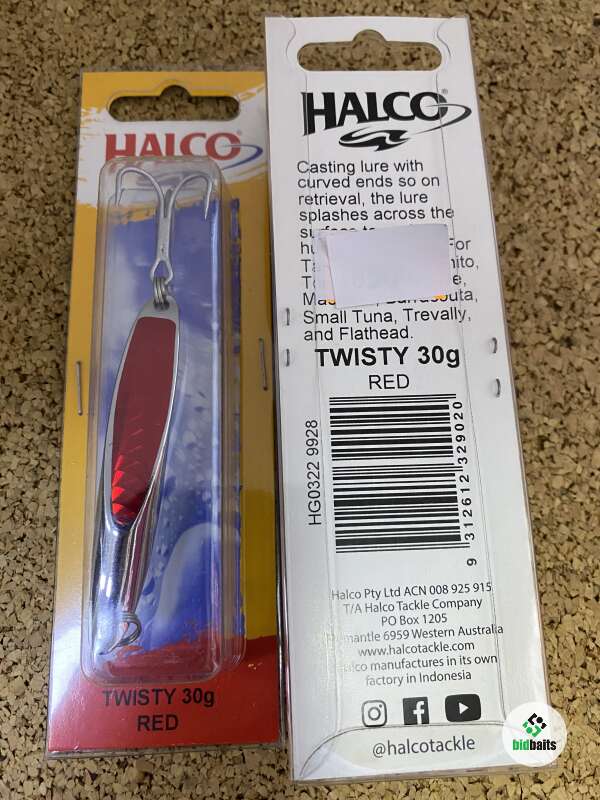 HALCO
TWISTY 30g
RED
HALCO
Casting lure with
curved ends so on
retrieval, the lure
splashes across the
For
Small Tuna, Trevally,
and Flathead.
TWISTY 30g
RED
HG0322 9928
9 312612 329020
Halco Pty Ltd ACN 008 925 915
T/A Halco Tackle Company
PO Box 1205
6959 Western Australia
www.halcotackle.com
Halco manufactures in its own
factory in Indonesia
@halcotackle
bidbaits